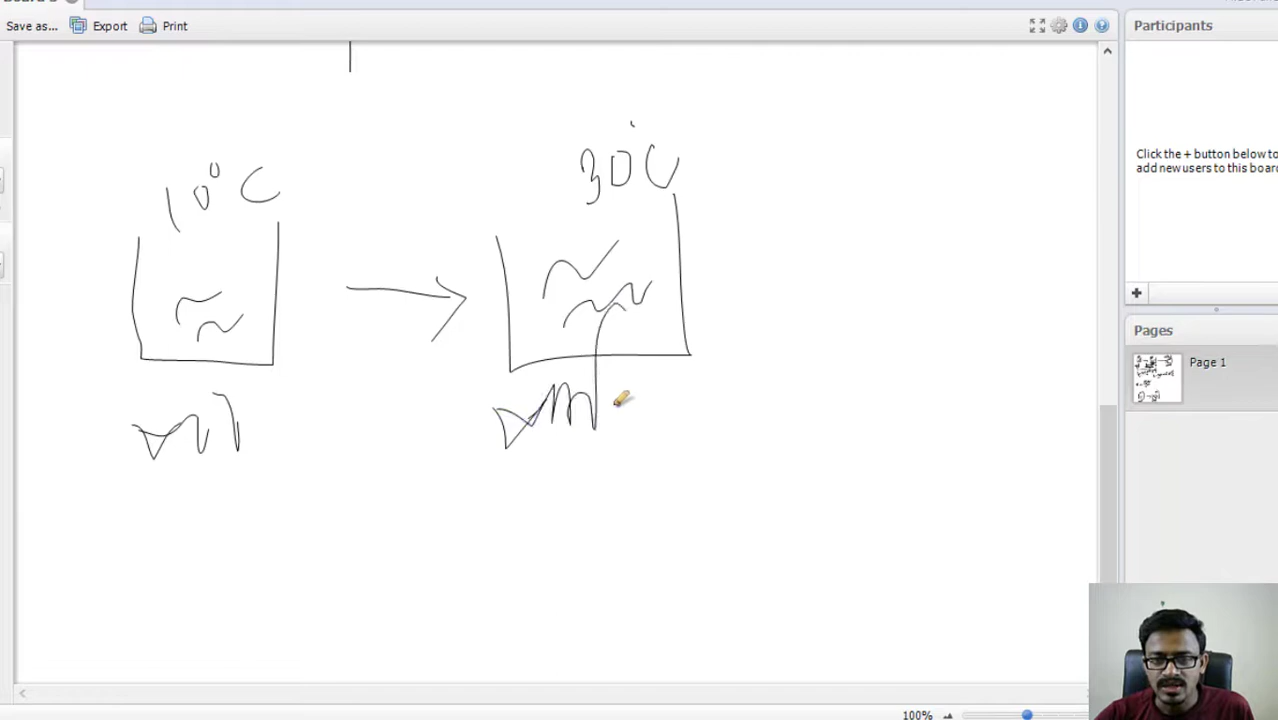 Save as... Export Print
Participants
10°C
30°C
Click the + button below to
add new users to this board
Pages
Page 1
100%